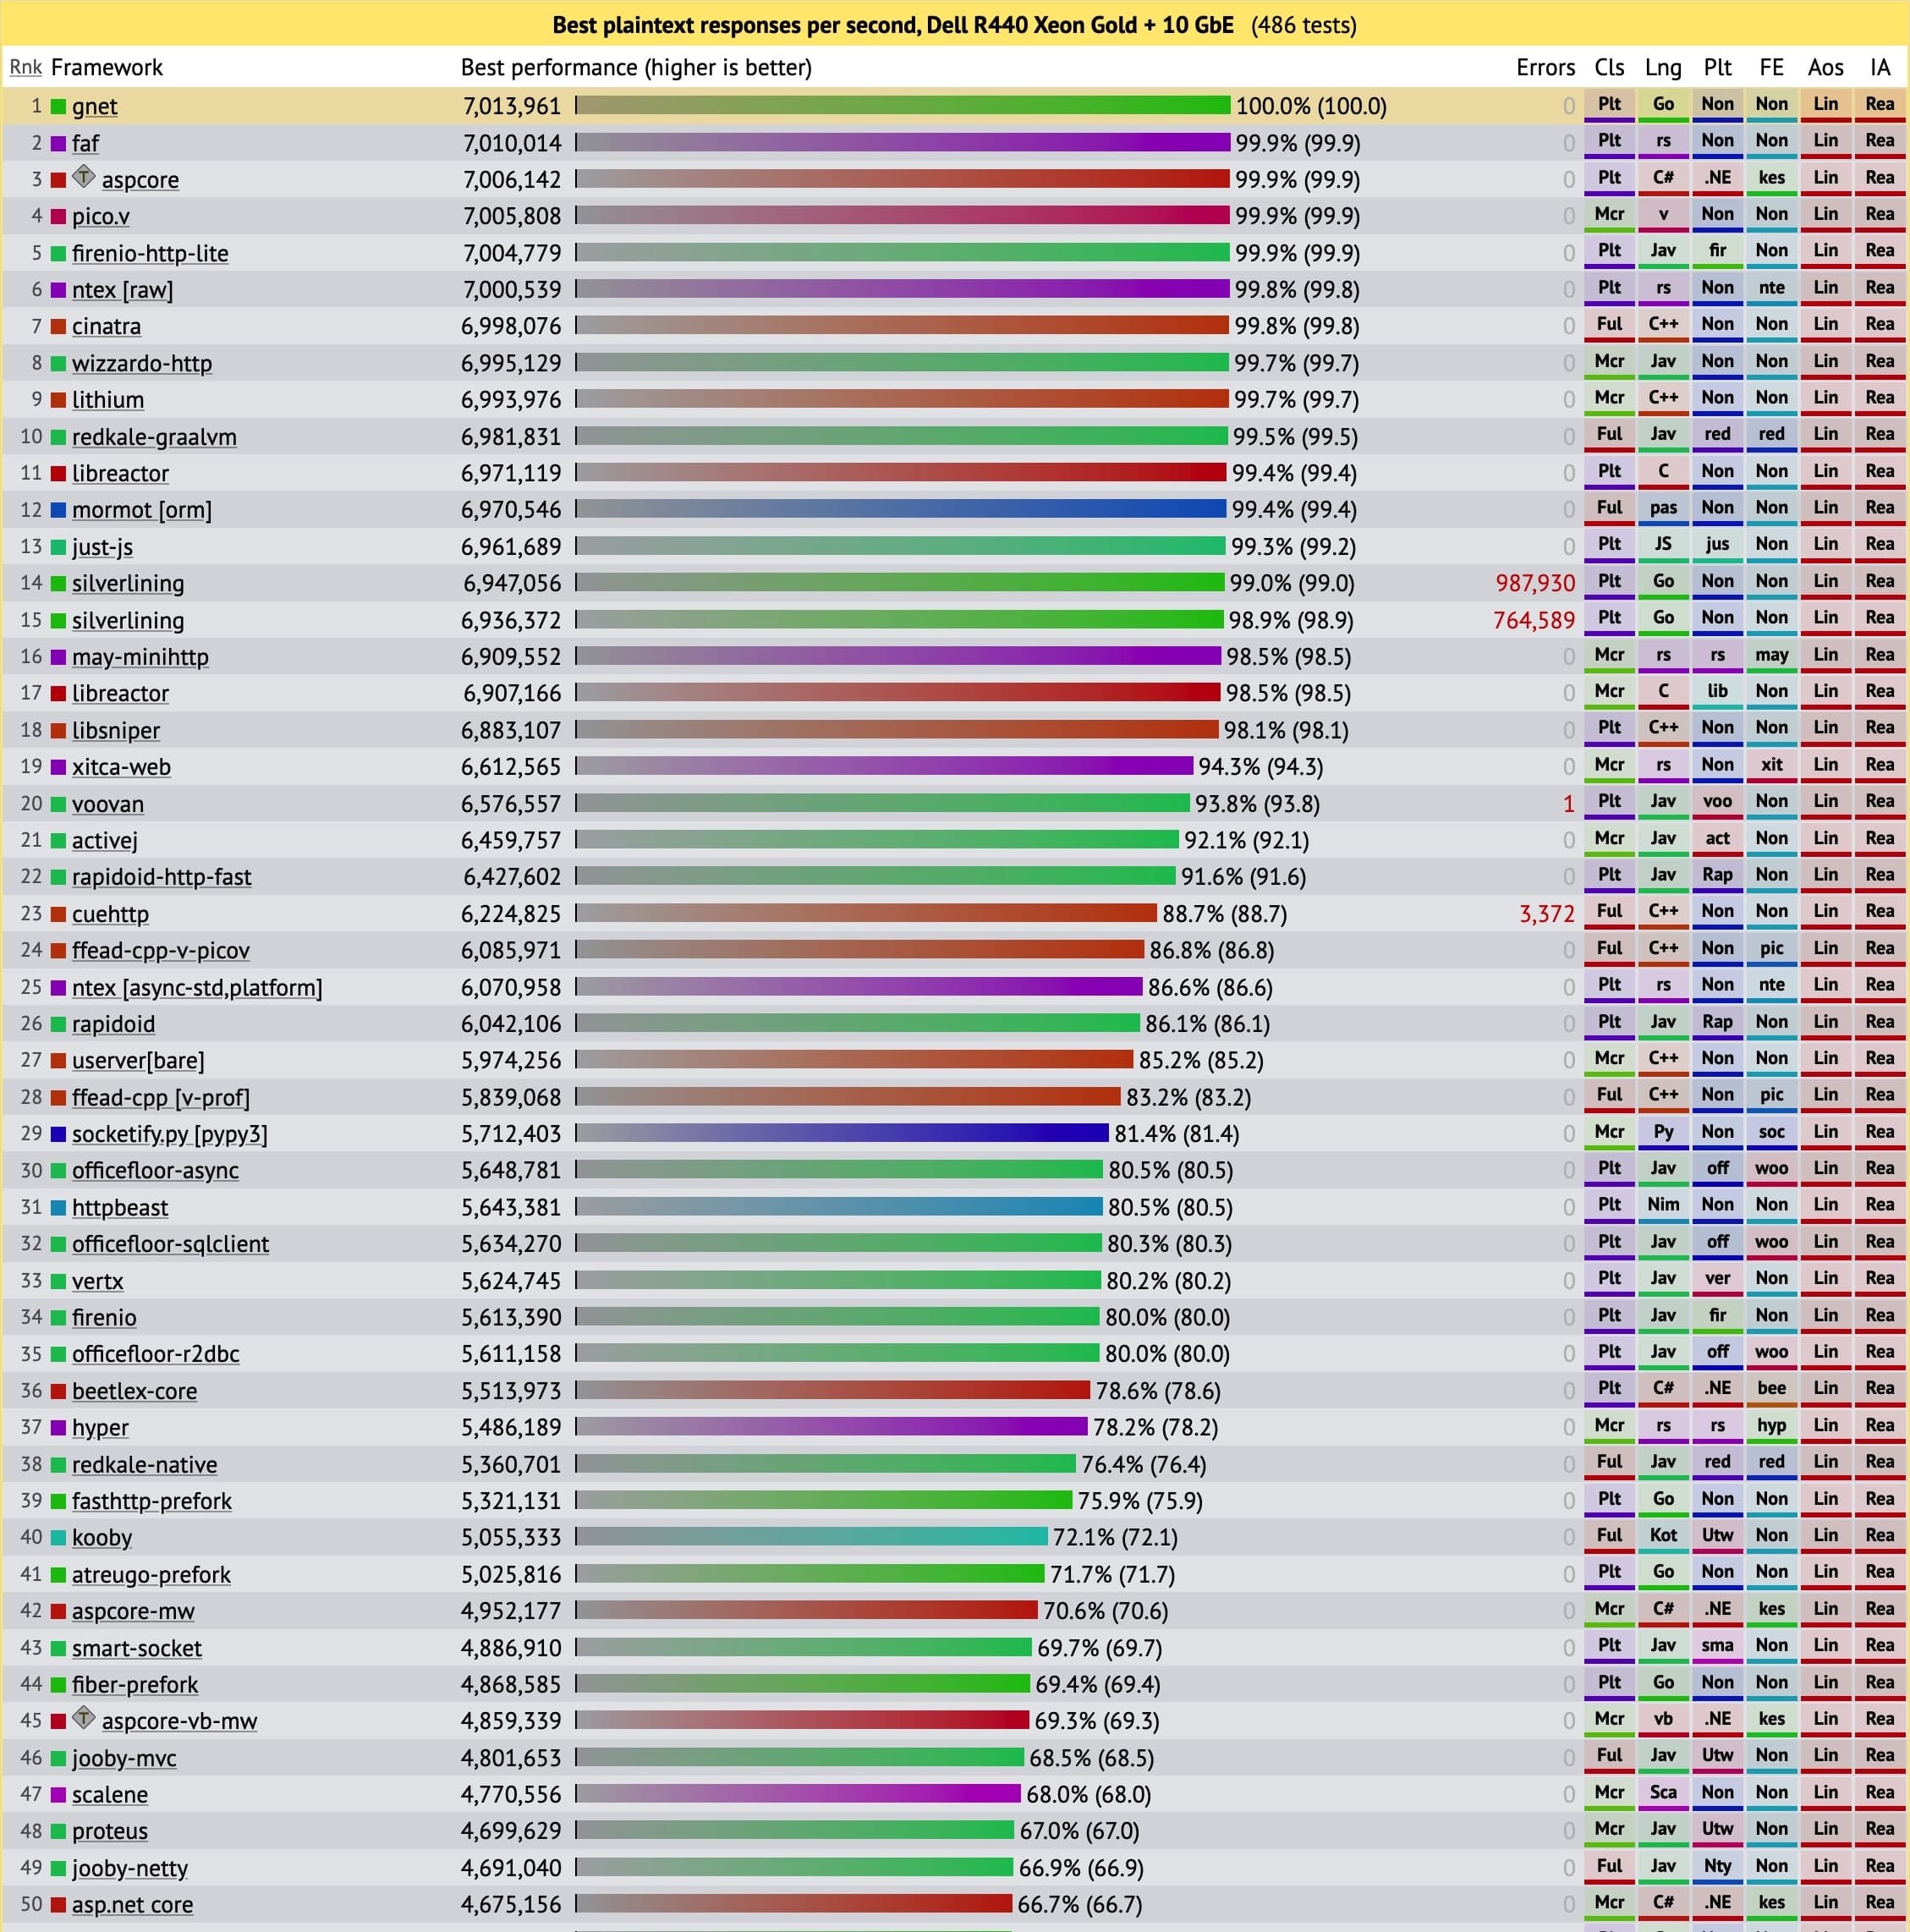 Best plaintext responses per second, Dell R440 Xeon Gold + 10 GbE (486 tests)
Rnk Framework Best performance (higher is better) Errors Cls Lng Plt FE Aos IA
1 gnet 7,013,961 100.0% (100.0) 0 Plt Go Non Non Lin Rea
2 faf 7,010,014 99.9% (99.9) 0 Plt rs Non Non Lin Rea
3 T aspcore 7,006,142 99.9% (99.9) 0 Plt C# .NE kes Lin Rea
4 pico.v 7,005,808 99.9% (99.9) 0 Mcr v Non Non Lin Rea
5 firenio-http-lite 7,004,779 99.9% (99.9) 0 Plt Jav fir Non Lin Rea
6 ntex [raw] 7,000,539 99.8% (99.8) 0 Plt rs Non nte Lin Rea
7 cinatra 6,998,076 99.8% (99.8) 0 Ful C++ Non Non Lin Rea
8 wizzardo-http 6,995,129 99.7% (99.7) 0 Mcr Jav Non Non Lin Rea
9 lithium 6,993,976 99.7% (99.7) 0 Mcr C++ Non Non Lin Rea
10 redkale-graalvm 6,981,831 99.5% (99.5) 0 Ful Jav red red Lin Rea
11 libreactor 6,971,119 99.4% (99.4) 0 Plt C Non Non Lin Rea
12 mormot [orm] 6,970,546 99.4% (99.4) 0 Ful pas Non Non Lin Rea
13 just-js 6,961,689 99.3% (99.2) 0 Plt JS jus Non Lin Rea
14 silverlining 6,947,056 99.0% (99.0) 987,930 Plt Go Non Non Lin Rea
15 silverlining 6,936,372 98.9% (98.9) 764,589 Plt Go Non Non Lin Rea
16 may-minihttp 6,909,552 98.5% (98.5) 0 Mcr rs rs may Lin Rea
17 libreactor 6,907,166 98.5% (98.5) 0 Mcr C lib Non Lin Rea
18 libsniper 6,883,107 98.1% (98.1) 0 Plt C++ Non Non Lin Rea
19 xitca-web 6,612,565 94.3% (94.3) 0 Mcr rs Non xit Lin Rea
20 voovan 6,576,557 93.8% (93.8) 1 Plt Jav voo Non Lin Rea
21 activej 6,459,757 92.1% (92.1) 0 Mcr Jav act Non Lin Rea
22 rapidoid-http-fast 6,427,602 91.6% (91.6) 0 Plt Jav Rap Non Lin Rea
23 cuehttp 6,224,825 88.7% (88.7) 3,372 Ful C++ Non Non Lin Rea
24 ffead-cpp-v-picov 6,085,971 86.8% (86.8) 0 Ful C++ Non pic Lin Rea
25 ntex [async-std,platform] 6,070,958 86.6% (86.6) 0 Plt rs Non nte Lin Rea
26 rapidoid 6,042,106 86.1% (86.1) 0 Plt Jav Rap Non Lin Rea
27 userver[bare] 5,974,256 85.2% (85.2) 0 Mcr C++ Non Non Lin Rea
28 ffead-cpp [v-prof] 5,839,068 83.2% (83.2) 0 Ful C++ Non pic Lin Rea
29 socketify.py [pypy3] 5,712,403 81.4% (81.4) 0 Mcr Py Non soc Lin Rea
30 officefloor-async 5,648,781 80.5% (80.5) 0 Plt Jav off woo Lin Rea
31 httpbeast 5,643,381 80.5% (80.5) 0 Plt Nim Non Non Lin Rea
32 officefloor-sqlclient 5,634,270 80.3% (80.3) 0 Plt Jav off woo Lin Rea
33 vertx 5,624,745 80.2% (80.2) 0 Plt Jav ver Non Lin Rea
34 firenio 5,613,390 80.0% (80.0) 0 Plt Jav fir Non Lin Rea
35 officefloor-r2dbc 5,611,158 80.0% (80.0) 0 Plt Jav off woo Lin Rea
36 beetlex-core 5,513,973 78.6% (78.6) 0 Plt C# .NE bee Lin Rea
37 hyper 5,486,189 78.2% (78.2) 0 Mcr rs rs hyp Lin Rea
38 redkale-native 5,360,701 76.4% (76.4) 0 Ful Jav red red Lin Rea
39 fasthttp-prefork 5,321,131 75.9% (75.9) 0 Plt Go Non Non Lin Rea
40 kooby 5,055,333 72.1% (72.1) 0 Ful Kot Utw Non Lin Rea
41 atreugo-prefork 5,025,816 71.7% (71.7) 0 Plt Go Non Non Lin Rea
42 aspcore-mw 4,952,177 70.6% (70.6) 0 Mcr C# .NE kes Lin Rea
43 smart-socket 4,886,910 69.7% (69.7) 0 Plt Jav sma Non Lin Rea
44 fiber-prefork 4,868,585 69.4% (69.4) 0 Plt Go Non Non Lin Rea
45 T aspcore-vb-mw 4,859,339 69.3% (69.3) 0 Mcr vb .NE kes Lin Rea
46 jooby-mvc 4,801,653 68.5% (68.5) 0 Ful Jav Utw Non Lin Rea
47 scalene 4,770,556 68.0% (68.0) 0 Mcr Sca Non Non Lin Rea
48 proteus 4,699,629 67.0% (67.0) 0 Mcr Jav Utw Non Lin Rea
49 jooby-netty 4,691,040 66.9% (66.9) 0 Ful Jav Nty Non Lin Rea
50 asp.net core 4,675,156 66.7% (66.7) 0 Mcr C# .NE kes Lin Rea